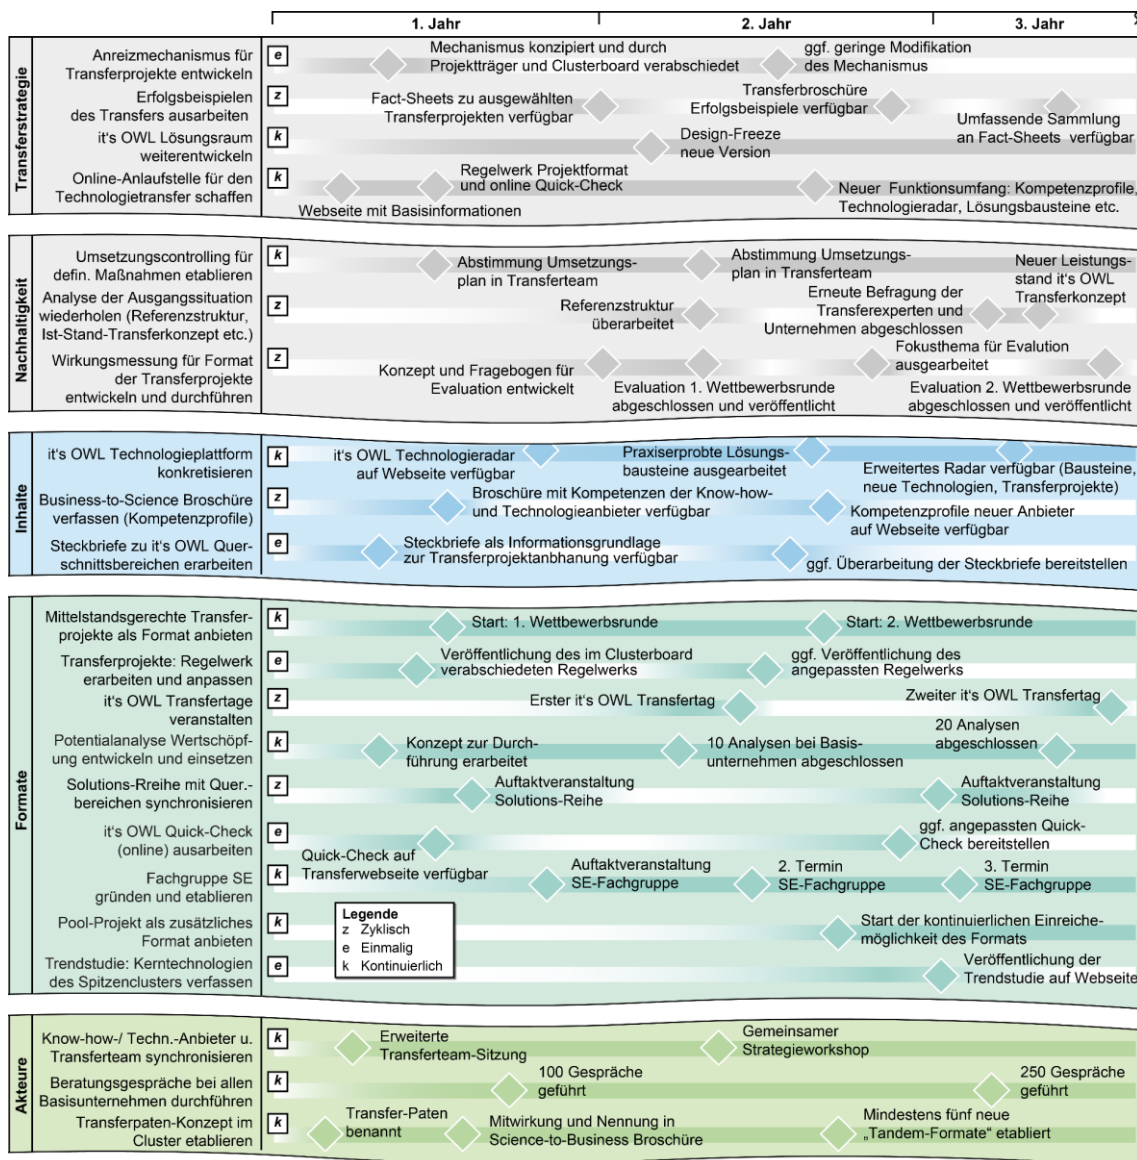 1. Jahr
2. Jahr
3. Jahr
Transferstrategie
Anreizmechanismus für
Transferprojekte entwickeln
e
Mechanismus konzipiert und durch
Projektträger und Clusterboard verabschiedet
ggf. geringe Modifikation
des Mechanismus
Erfolgsbeispielen
des Transfers ausarbeiten
z
Fact-Sheets zu ausgewählten
Transferprojekten verfügbar
Transferbroschüre
Erfolgsbeispiele verfügbar
Umfassende Sammlung
an Fact-Sheets verfügbar
it's OWL Lösungsraum
weiterentwickeln
k
Design-Freeze
neue Version
Online-Anlaufstelle für den
Technologietransfer schaffen
k
Webseite mit Basisinformationen
Regelwerk Projektformat
und online Quick-Check
Neuer Funktionsumfang: Kompetenzprofile,
Technologieradar, Lösungsbausteine etc.
Nachhaltigkeit
Umsetzungscontrolling für
defin. Maßnahmen etablieren
k
Abstimmung Umsetzungs-
plan in Transferteam
Abstimmung Umsetzungs-
plan in Transferteam
Neuer Leistungs-
stand it's OWL
Transferkonzept
Analyse der Ausgangssituation
wiederholen (Referenzstruktur,
Ist-Stand-Transferkonzept etc.)
z
Referenzstruktur
überarbeitet
Erneute Befragung der
Transferexperten und
Unternehmen abgeschlossen
Wirkungsmessung für Format
der Transferprojekte
entwickeln und durchführen
z
Konzept und Fragebogen für
Evaluation entwickelt
Evaluation 1. Wettbewerbsrunde
abgeschlossen und veröffentlicht
Fokusthema für Evalution
ausgearbeitet
Evaluation 2. Wettbewerbsrunde
abgeschlossen und veröffentlicht
Inhalte
it's OWL Technologieplattform
konkretisieren
k
it's OWL Technologieradar
auf Webseite verfügbar
Praxiserprobte Lösungs-
bausteine ausgearbeitet
Erweitertes Radar verfügbar (Bausteine,
neue Technologien, Transferprojekte)
Business-to-Science Broschüre
verfassen (Kompetenzprofile)
z
Broschüre mit Kompetenzen der Know-how-
und Technologieanbieter verfügbar
Kompetenzprofile neuer Anbieter
auf Webseite verfügbar
Steckbriefe zu it's OWL Quer-
schnittsbereichen erarbeiten
e
Steckbriefe als Informationsgrundlage
zur Transferprojektanbhanung verfügbar
ggf. Überarbeitung der Steckbriefe bereitstellen
Formate
Mittelstandsgerechte Transfer-
projekte als Format anbieten
k
Start: 1. Wettbewerbsrunde
Start: 2. Wettbewerbsrunde
Transferprojekte: Regelwerk
erarbeiten und anpassen
e
Veröffentlichung des im Clusterboard
verabschiedeten Regelwerks
ggf. Veröffentlichung des
angepassten Regelwerks
it's OWL Transfertage
veranstalten
z
Erster it's OWL Transfertag
Zweiter it's OWL Transfertag
Potentialanalyse Wertschöpf-
ung entwickeln und einsetzen
k
Konzept zur Durch-
führung erarbeitet
10 Analysen bei Basis-
unternehmen abgeschlossen
20 Analysen
abgeschlossen
Solutions-Rreihe mit Quer.-
bereichen synchronisieren
z
Auftaktveranstaltung
Solutions-Reihe
Auftaktveranstaltung
Solutions-Reihe
it's OWL Quick-Check
(online) ausarbeiten
e
Quick-Check auf
Transferwebseite verfügbar
ggf. angepassten Quick-
Check bereitstellen
Fachgruppe SE
gründen und etablieren
k
Auftaktveranstaltung
SE-Fachgruppe
2. Termin
SE-Fachgruppe
3. Termin
SE-Fachgruppe
Pool-Projekt als zusätzliches
Format anbieten
k
Start der kontinuierlichen Einreiche-
möglichkeit des Formats
Trendstudie: Kerntechnologien
des Spitzenclusters verfassen
e
Veröffentlichung der
Trendstudie auf Webseite
Legende
z Zyklisch
e Einmalig
k Kontinuierlich
Akteure
Know-how-/ Techn.-Anbieter u.
Transferteam synchronisieren
k
Erweiterte
Transferteam-Sitzung
Gemeinsamer
Strategieworkshop
Beratungsgespräche bei allen
Basisunternehmen durchführen
k
100 Gespräche
geführt
250 Gespräche
geführt
Transferpaten-Konzept im
Cluster etablieren
k
Transfer-Paten
benannt
Mitwirkung und Nennung in
Science-to-Business Broschüre
Mindestens fünf neue
„Tandem-Formate“ etabliert